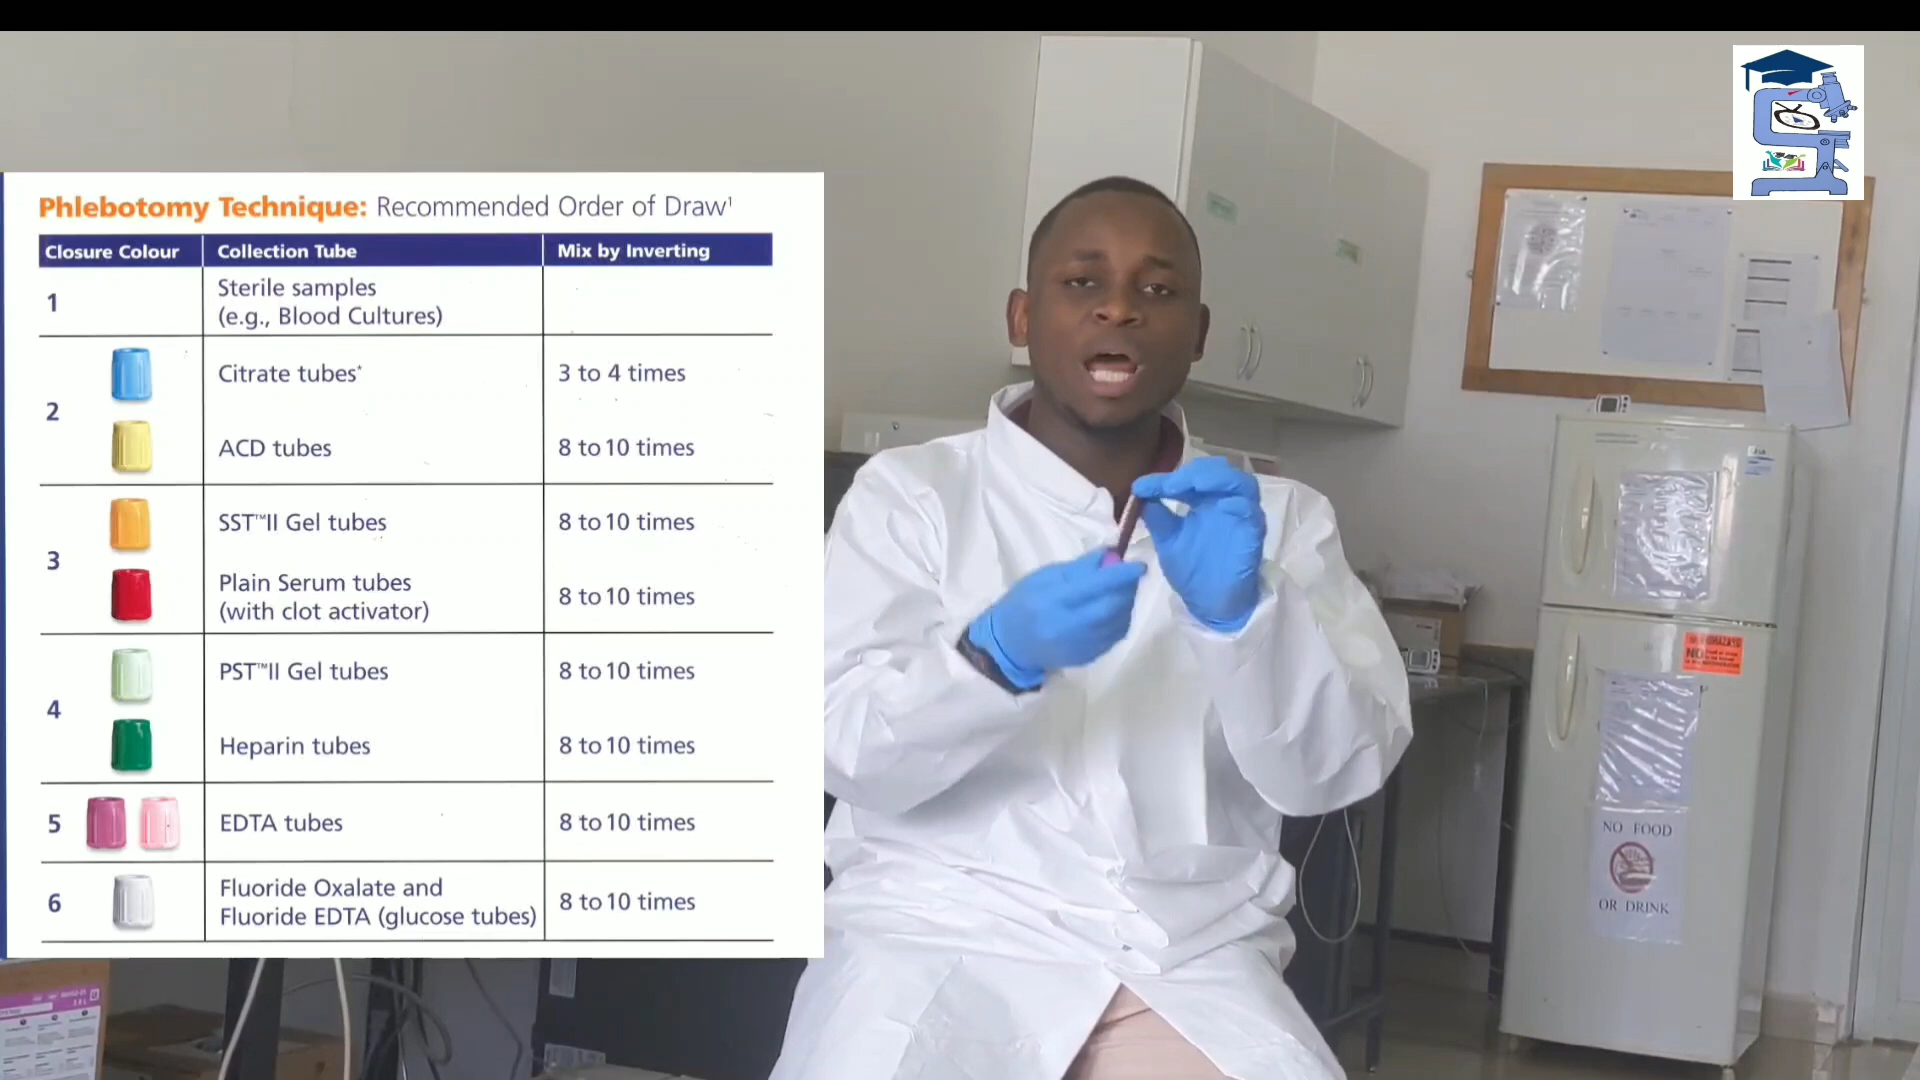 Phlebotomy Technique: Recommended Order of Draw¹
Closure Colour Collection Tube Mix by Inverting
1 Sterile samples
(e.g., Blood Cultures)
2
Citrate tubes* 3 to 4 times
ACD tubes 8 to 10 times
3
SST™II Gel tubes 8 to 10 times
Plain Serum tubes
(with clot activator) 8 to 10 times
4
PST™II Gel tubes 8 to 10 times
Heparin tubes 8 to 10 times
5 EDTA tubes 8 to 10 times
6 Fluoride Oxalate and
Fluoride EDTA (glucose tubes) 8 to 10 times
NO
NO FOOD
OR DRINK